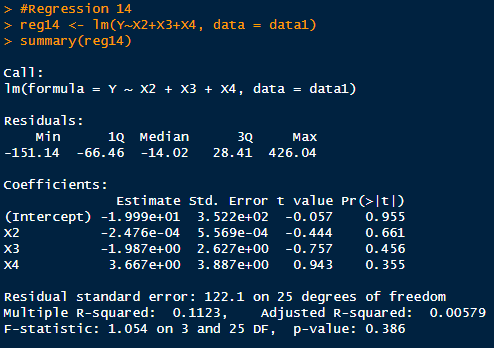 > #Regression 14
> reg14 <- lm(Y~X2+X3+X4, data = data1)
> summary(reg14)
Call:
lm(formula = Y ~ X2 + X3 + X4, data = data1)
Residuals:
    Min      1Q  Median      3Q     Max
-151.14  -66.46  -14.02   28.41  426.04
Coefficients:
              Estimate Std. Error t value Pr(>|t|)
(Intercept) -1.999e+01  3.522e+02  -0.057    0.955
X2          -2.476e-04  5.569e-04  -0.444    0.661
X3          -1.987e+00  2.627e+00  -0.757    0.456
X4           3.667e+00  3.887e+00   0.943    0.355
Residual standard error: 122.1 on 25 degrees of freedom
Multiple R-squared:  0.1123,    Adjusted R-squared:  0.00579
F-statistic: 1.054 on 3 and 25 DF,  p-value: 0.386